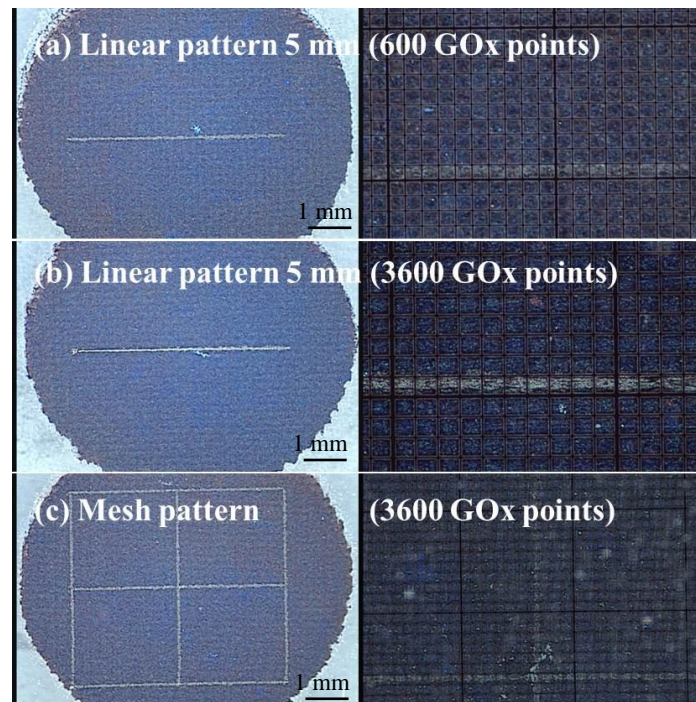 (a) Linear pattern 5 mm (600 GOx points)
1 mm
(b) Linear pattern 5 mm (3600 GOx points)
1 mm
(c) Mesh pattern (3600 GOx points)
1 mm